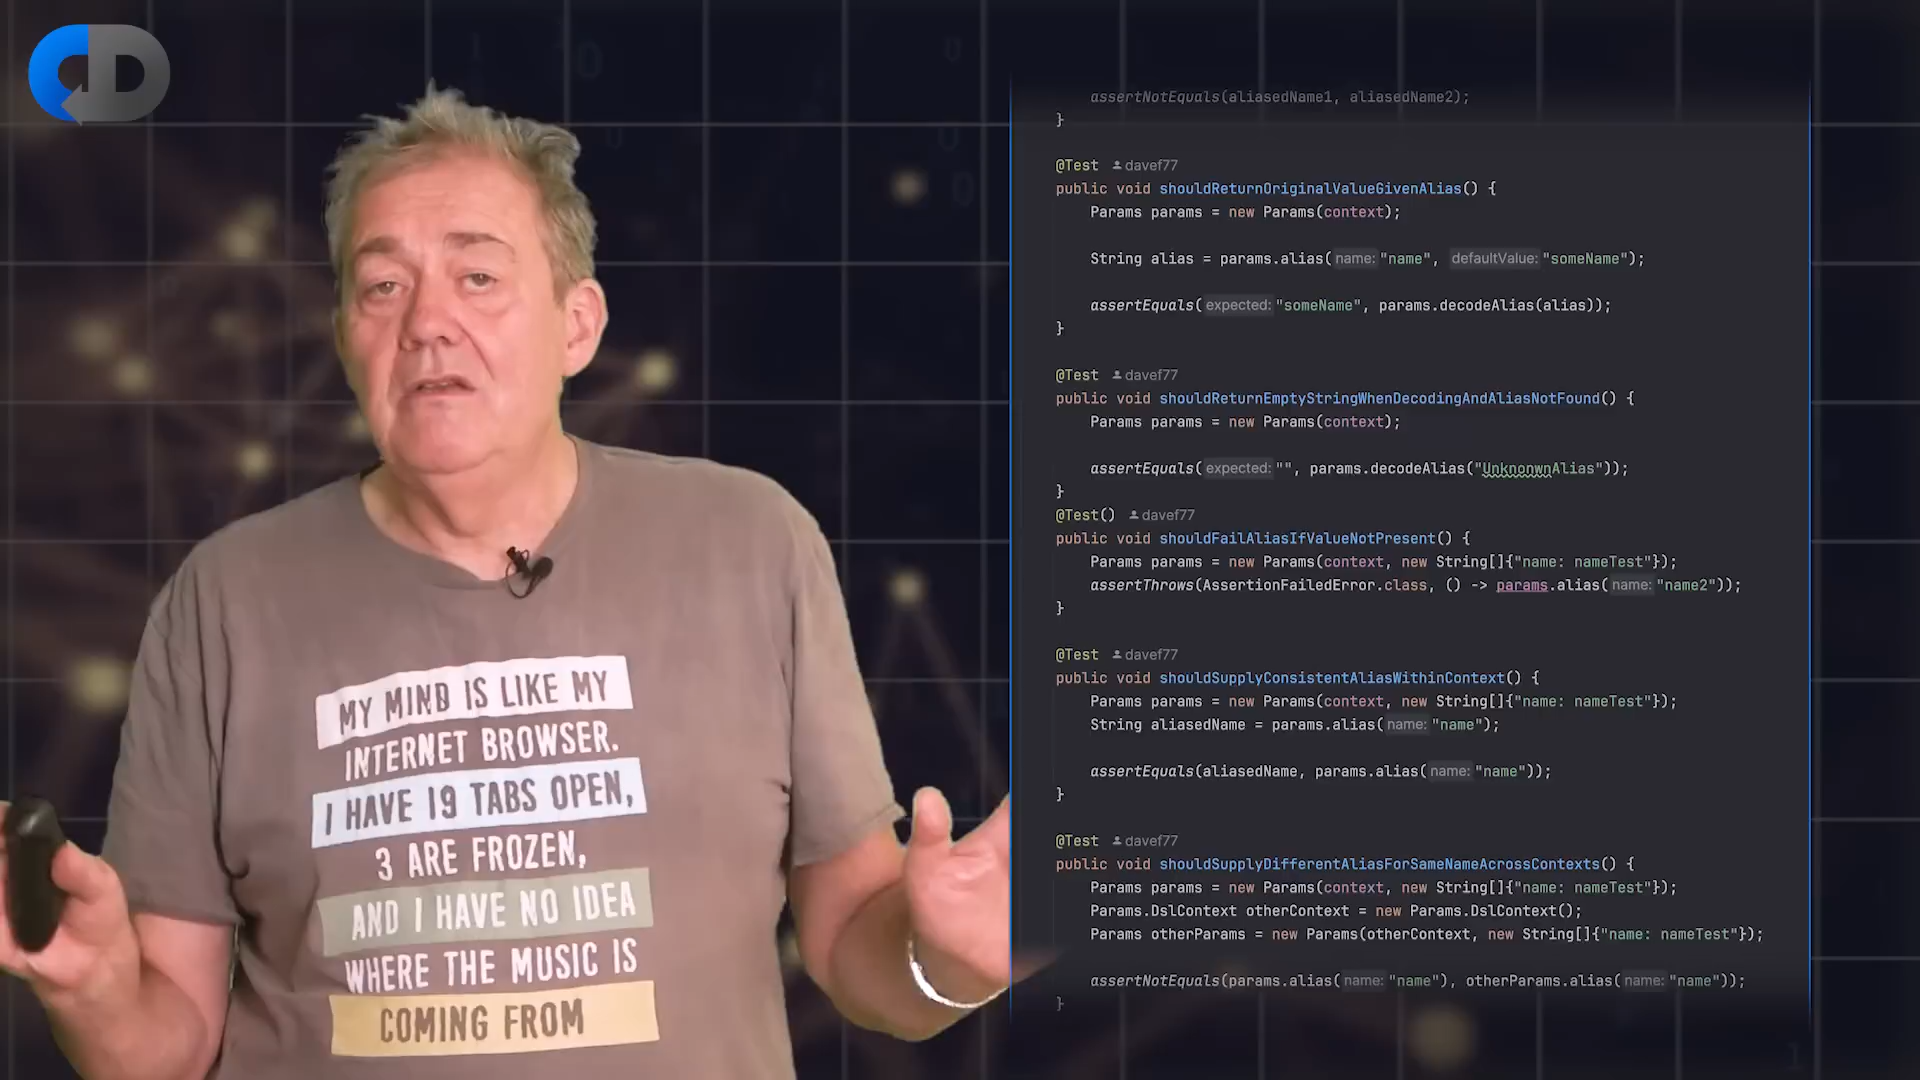 CD
MY MIND IS LIKE MY
INTERNET BROWSER.
I HAVE 19 TABS OPEN,
3 ARE FROZEN,
AND I HAVE NO IDEA
WHERE THE MUSIC IS
COMING FROM
assertNotEquals(aliasedName1, aliasedName2);
}
@Test davef77
public void shouldReturnOriginalValueGivenAlias() {
Params params = new Params(context);
String alias = params.alias( name: "name", defaultValue: "someName");
assertEquals( expected: "someName", params.decodeAlias(alias));
}
@Test davef77
public void shouldReturnEmptyStringWhenDecodingAndAliasNotFound() {
Params params = new Params(context);
assertEquals( expected: "", params.decodeAlias("UnknonwnAlias"));
}
@Test() davef77
public void shouldFailAliasIfValueNotPresent() {
Params params = new Params(context, new String[]{"name: nameTest"});
assertThrows(AssertionFailedError.class, () -> params.alias( name: "name2"));
}
@Test davef77
public void shouldSupplyConsistentAliasWithinContext() {
Params params = new Params(context, new String[]{"name: nameTest"});
String aliasedName = params.alias( name: "name");
assertEquals(aliasedName, params.alias( name: "name"));
}
@Test davef77
public void shouldSupplyDifferentAliasForSameNameAcrossContexts() {
Params params = new Params(context, new String[]{"name: nameTest"});
Params.DslContext otherContext = new Params.DslContext();
Params otherParams = new Params(otherContext, new String[]{"name: nameTest"});
assertNotEquals(params.alias( name: "name"), otherParams.alias( name: "name"));
}